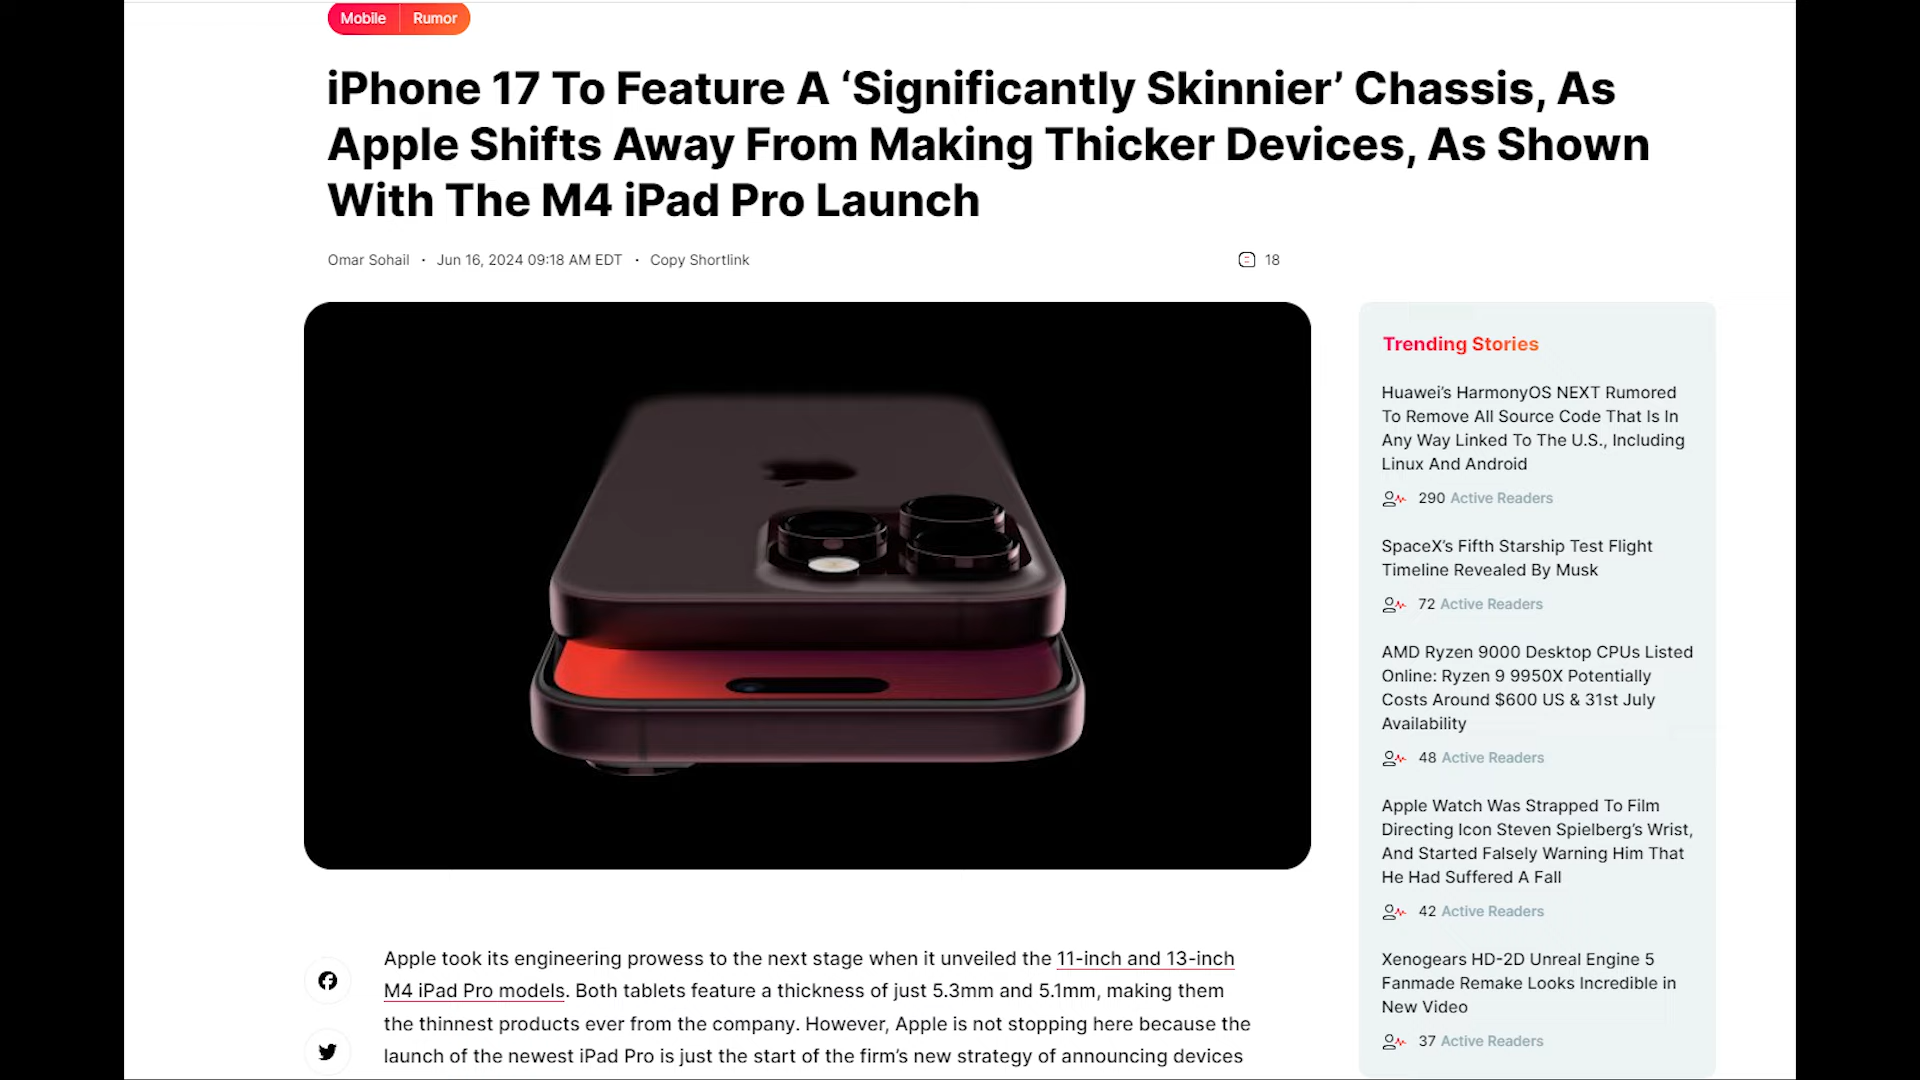 Mobile Rumor
iPhone 17 To Feature A ‘Significantly Skinnier’ Chassis, As
Apple Shifts Away From Making Thicker Devices, As Shown
With The M4 iPad Pro Launch
Omar Sohail • Jun 16, 2024 09:18 AM EDT • Copy Shortlink
18
Apple took its engineering prowess to the next stage when it unveiled the 11-inch and 13-inch
M4 iPad Pro models. Both tablets feature a thickness of just 5.3mm and 5.1mm, making them
the thinnest products ever from the company. However, Apple is not stopping here because the
launch of the newest iPad Pro is just the start of the firm’s new strategy of announcing devices
Trending Stories
Huawei’s HarmonyOS NEXT Rumored
To Remove All Source Code That Is In
Any Way Linked To The U.S., Including
Linux And Android
290 Active Readers
SpaceX’s Fifth Starship Test Flight
Timeline Revealed By Musk
72 Active Readers
AMD Ryzen 9000 Desktop CPUs Listed
Online: Ryzen 9 9950X Potentially
Costs Around $600 US & 31st July
Availability
48 Active Readers
Apple Watch Was Strapped To Film
Directing Icon Steven Spielberg’s Wrist,
And Started Falsely Warning Him That
He Had Suffered A Fall
42 Active Readers
Xenogears HD-2D Unreal Engine 5
Fanmade Remake Looks Incredible in
New Video
37 Active Readers